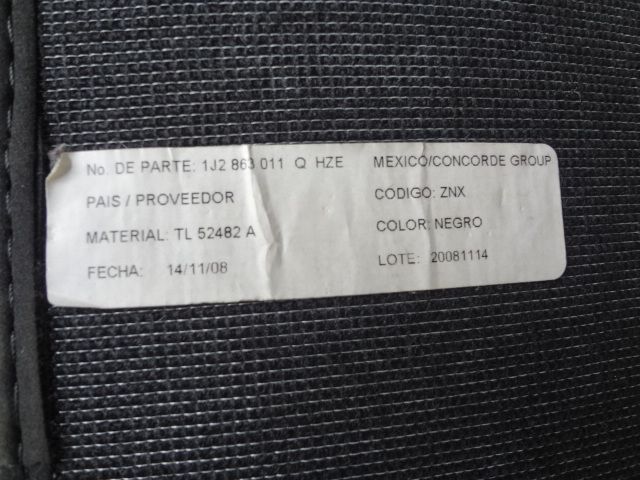 No. DE PARTE: 1J2 863 011 Q HZE MEXICO/CONCORDE GROUP
PAIS / PROVEEDOR CODIGO: ZNX
MATERIAL: TL 52482 A COLOR: NEGRO
FECHA: 14/11/08 LOTE: 20081114